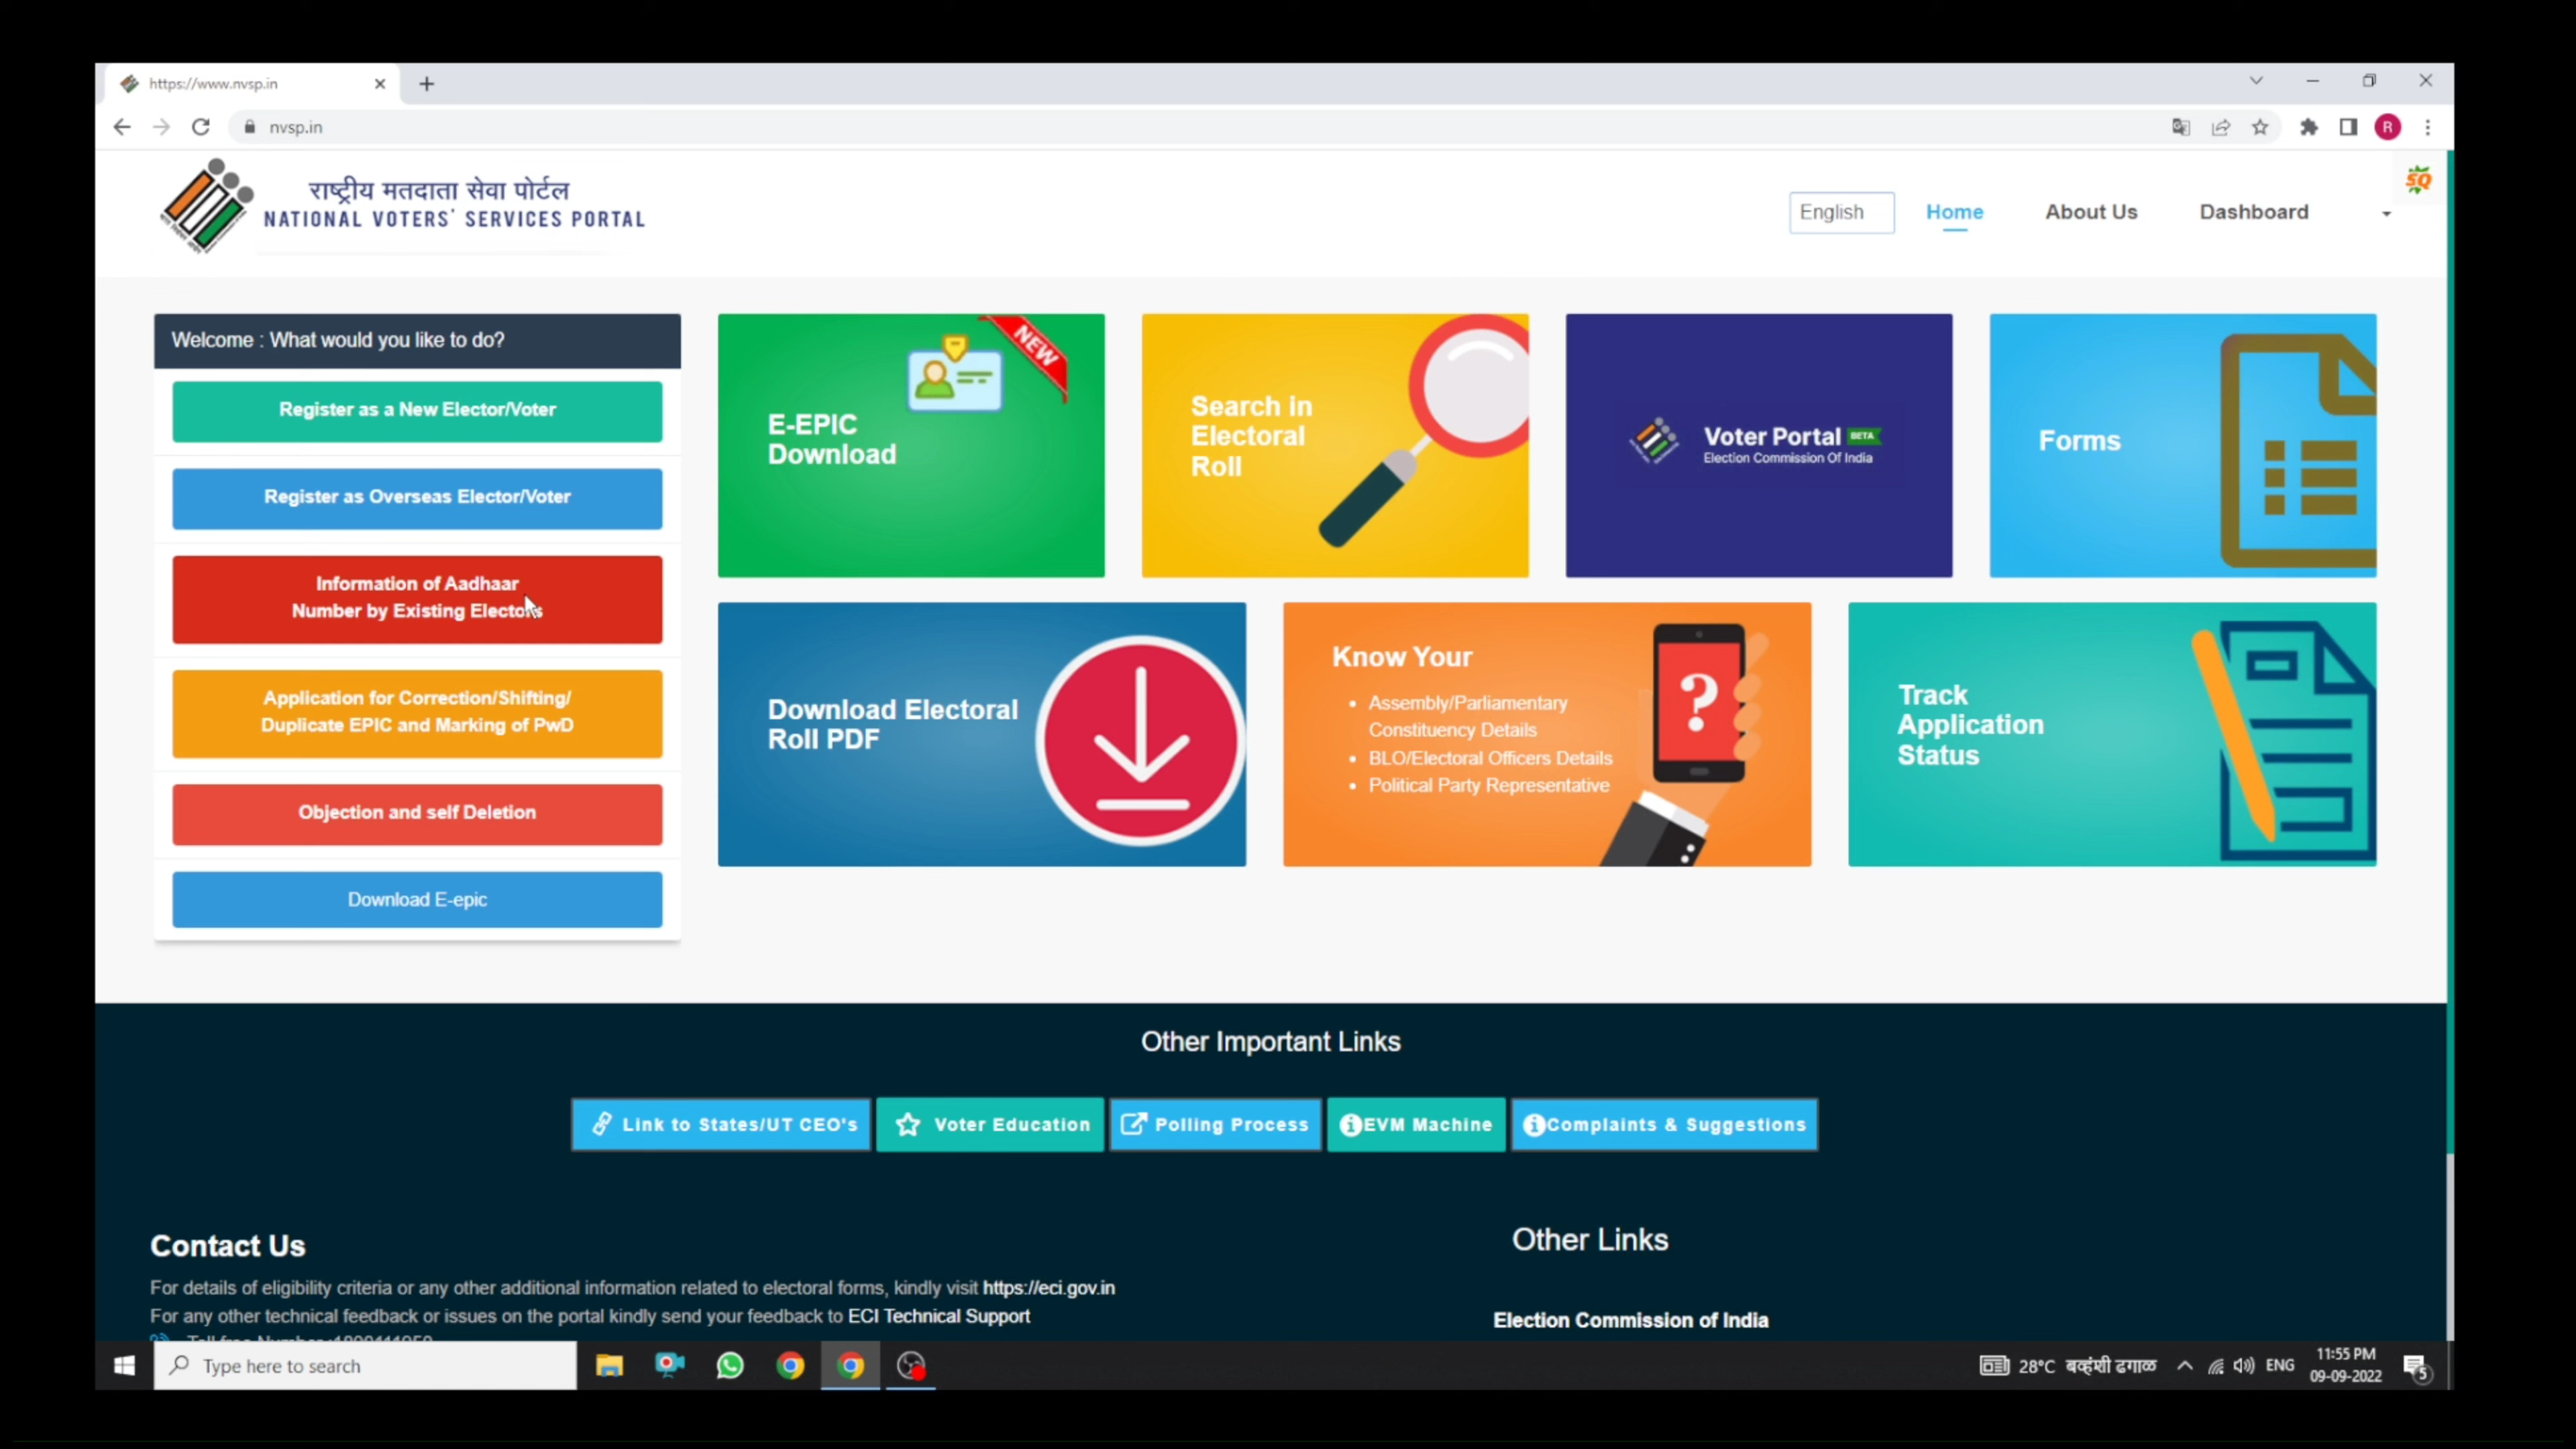 https://www.nvsp.in
nvsp.in
R
राष्ट्रीय मतदाता सेवा पोर्टल
NATIONAL VOTERS' SERVICES PORTAL
English
Home
About Us
Dashboard
SQ
Welcome : What would you like to do?
Register as a New Elector/Voter
Register as Overseas Elector/Voter
Information of Aadhaar
Number by Existing Electors
Application for Correction/Shifting/
Duplicate EPIC and Marking of PwD
Objection and self Deletion
Download E-epic
NEW
E-EPIC
Download
Search in
Electoral
Roll
Voter Portal BETA
Election Commission Of India
Forms
Download Electoral
Roll PDF
Know Your
• Assembly/Parliamentary
Constituency Details
• BLO/Electoral Officers Details
• Political Party Representative
?
Track
Application
Status
Other Important Links
Link to States/UT CEO's
Voter Education
Polling Process
EVM Machine
Complaints & Suggestions
Contact Us
For details of eligibility criteria or any other additional information related to electoral forms, kindly visit https://eci.gov.in
For any other technical feedback or issues on the portal kindly send your feedback to ECI Technical Support
Toll free Number :1800111950
Other Links
Election Commission of India
Type here to search
28°C बव्हंशी ढगाळ
ENG
11:55 PM
09-09-2022
5